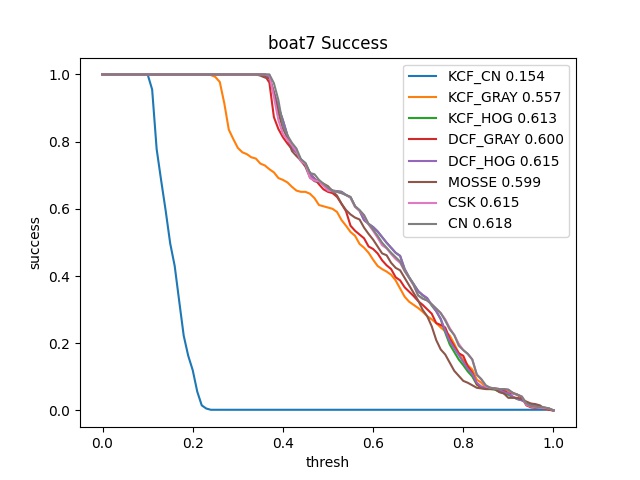 boat7 Success
success
1.0
0.8
0.6
0.4
0.2
0.0
KCF_CN 0.154
KCF_GRAY 0.557
KCF_HOG 0.613
DCF_GRAY 0.600
DCF_HOG 0.615
MOSSE 0.599
CSK 0.615
CN 0.618
0.0 0.2 0.4 0.6 0.8 1.0
thresh